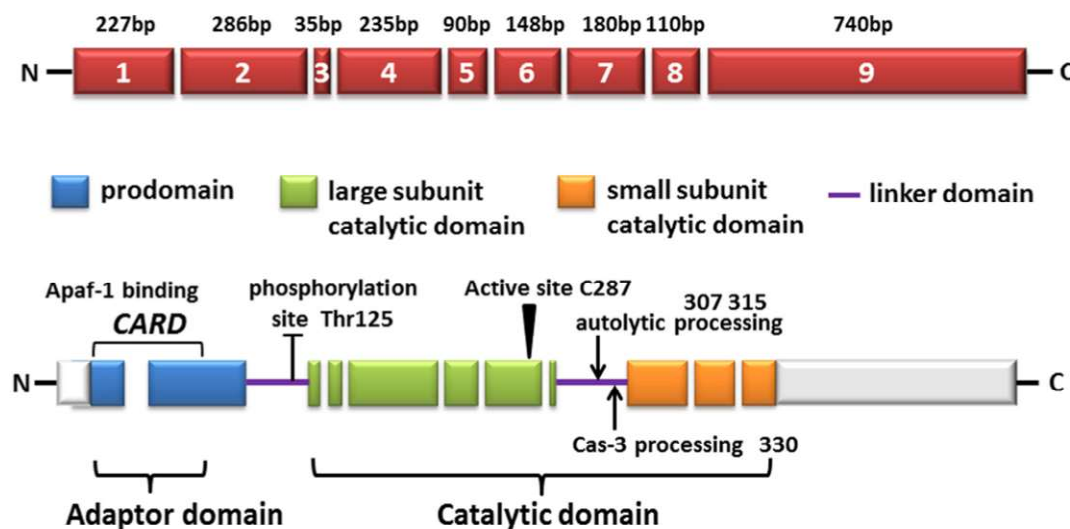 227bp 286bp 35bp 235bp 90bp 148bp 180bp 110bp 740bp
N 1 2 3 4 5 6 7 8 9 C
prodomain
large subunit
catalytic domain
small subunit
catalytic domain
linker domain
Apaf-1 binding
CARD
phosphorylation
site Thr125
Active site C287
307 315
autolytic processing
N C
Cas-3 processing 330
Adaptor domain
Catalytic domain